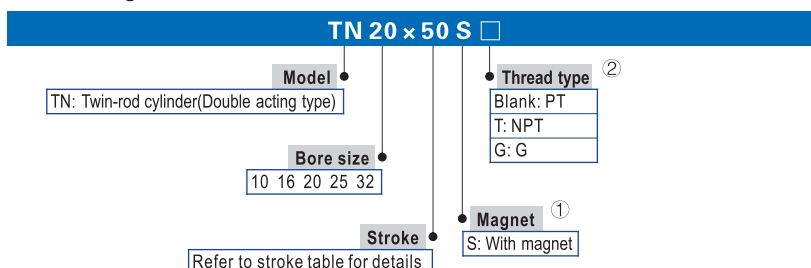 TN 20 × 50 S □
Model
TN: Twin-rod cylinder(Double acting type)
Bore size
10 16 20 25 32
Stroke
Refer to stroke table for details
Magnet ①
S: With magnet
Thread type ②
Blank: PT
T: NPT
G: G